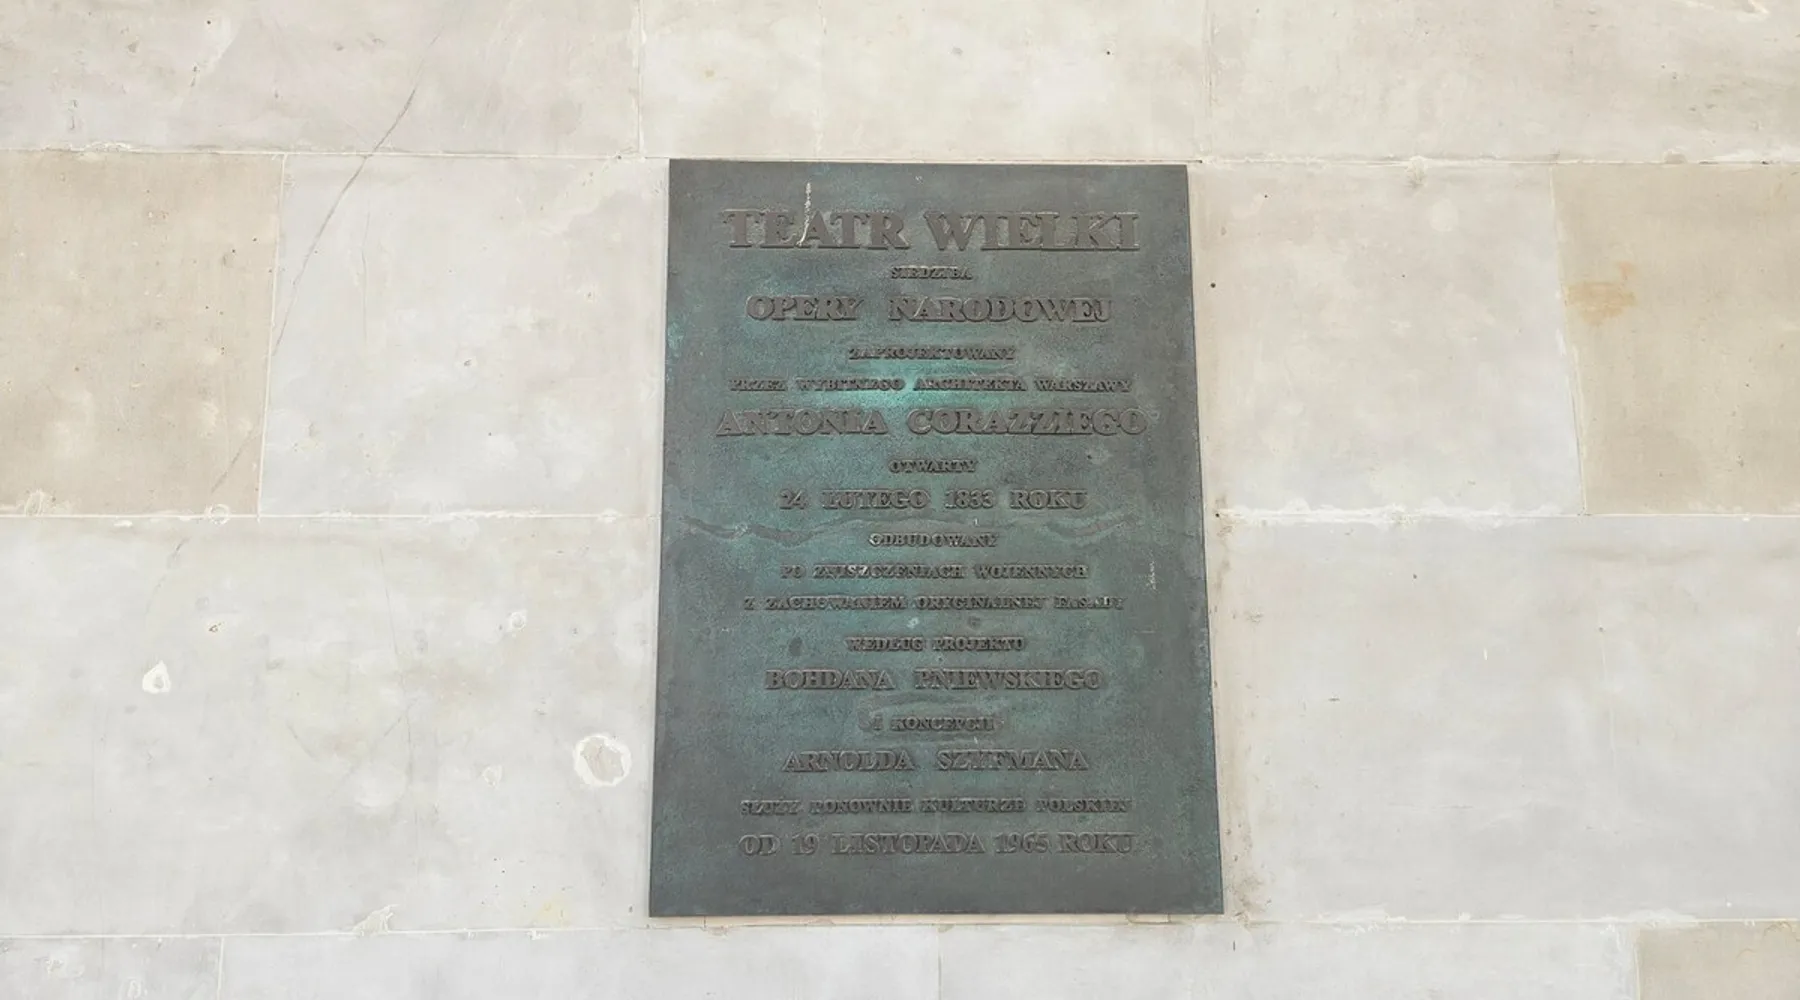 TEATR WIELKI
SIEDZIBA
OPERY NARODOWEJ
ZAPROJEKTOWANY
PRZEZ WYBITNEGO ARCHITEKTA WARSZAWY
ANTONIA CORAZZIEGO
OTWARTY
24 LUTEGO 1833 ROKU
ODBUDOWANY
PO ZNISZCZENIACH WOJENNYCH
Z ZACHOWANIEM ORYGINALNEJ FASADY
WEDŁUG PROJEKTU
BOHDANA PNIEWSKIEGO
I KONCEPCJI
ARNOLDA SZYFMANA
SŁUŻY PONOWNIE KULTURZE POLSKIEJ
OD 19 LISTOPADA 1965 ROKU